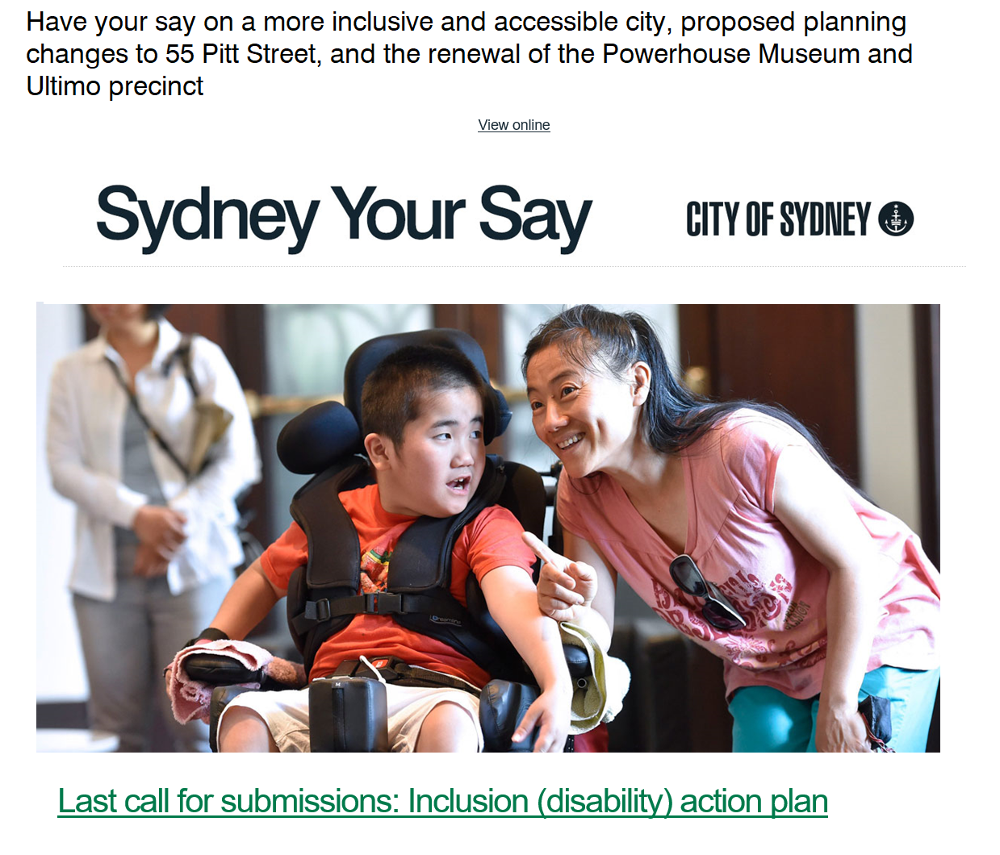 Have your say on a more inclusive and accessible city, proposed planning
changes to 55 Pitt Street, and the renewal of the Powerhouse Museum and
Ultimo precinct
View online
Sydney Your Say
CITY OF SYDNEY
Last call for submissions: Inclusion (disability) action plan